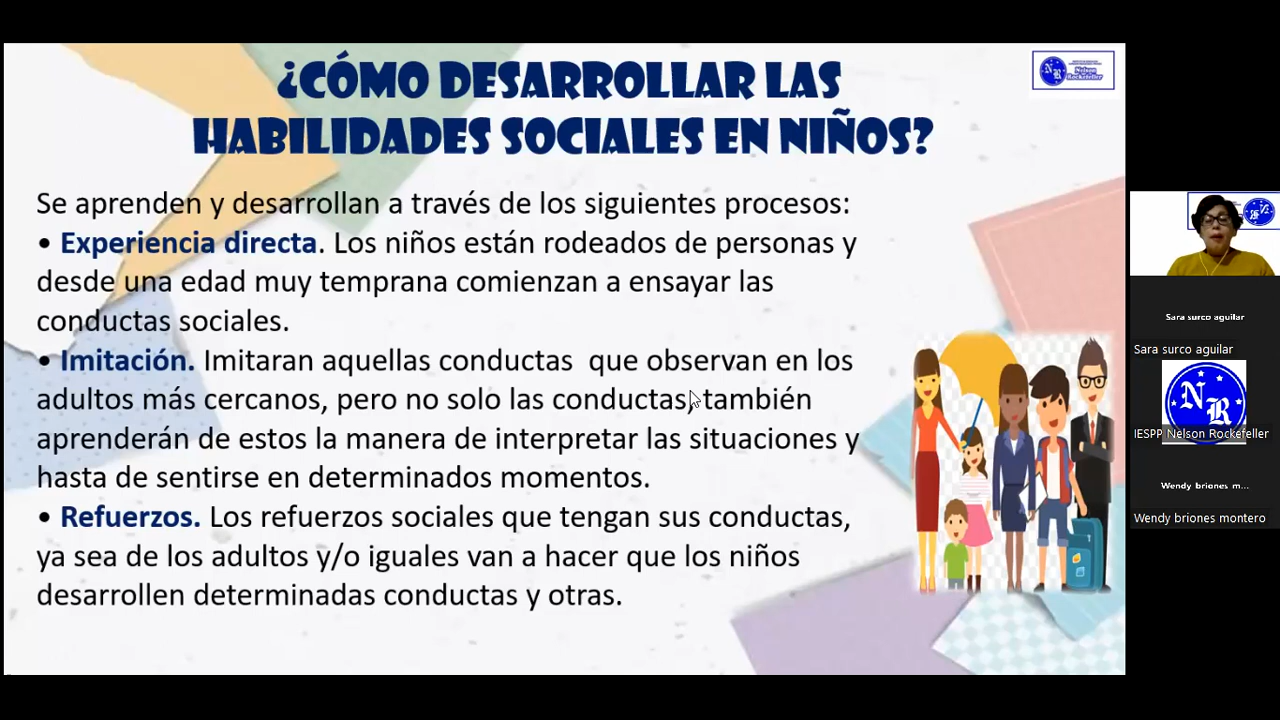 ¿CÓMO DESARROLLAR LAS
HABILIDADES SOCIALES EN NIÑOS?
Se aprenden y desarrollan a través de los siguientes procesos:
• Experiencia directa. Los niños están rodeados de personas y
desde una edad muy temprana comienzan a ensayar las
conductas sociales.
• Imitación. Imitaran aquellas conductas  que observan en los
adultos más cercanos, pero no solo las conductas, también
aprenderán de estos la manera de interpretar las situaciones y
hasta de sentirse en determinados momentos.
• Refuerzos. Los refuerzos sociales que tengan sus conductas,
ya sea de los adultos y/o iguales van a hacer que los niños
desarrollen determinadas conductas y otras.
NR
Nelson
Rockefeller
Sara surco aguilar
Sara surco aguilar
NR
IESPP Nelson Rockefeller
Wendy briones m...
Wendy briones montero